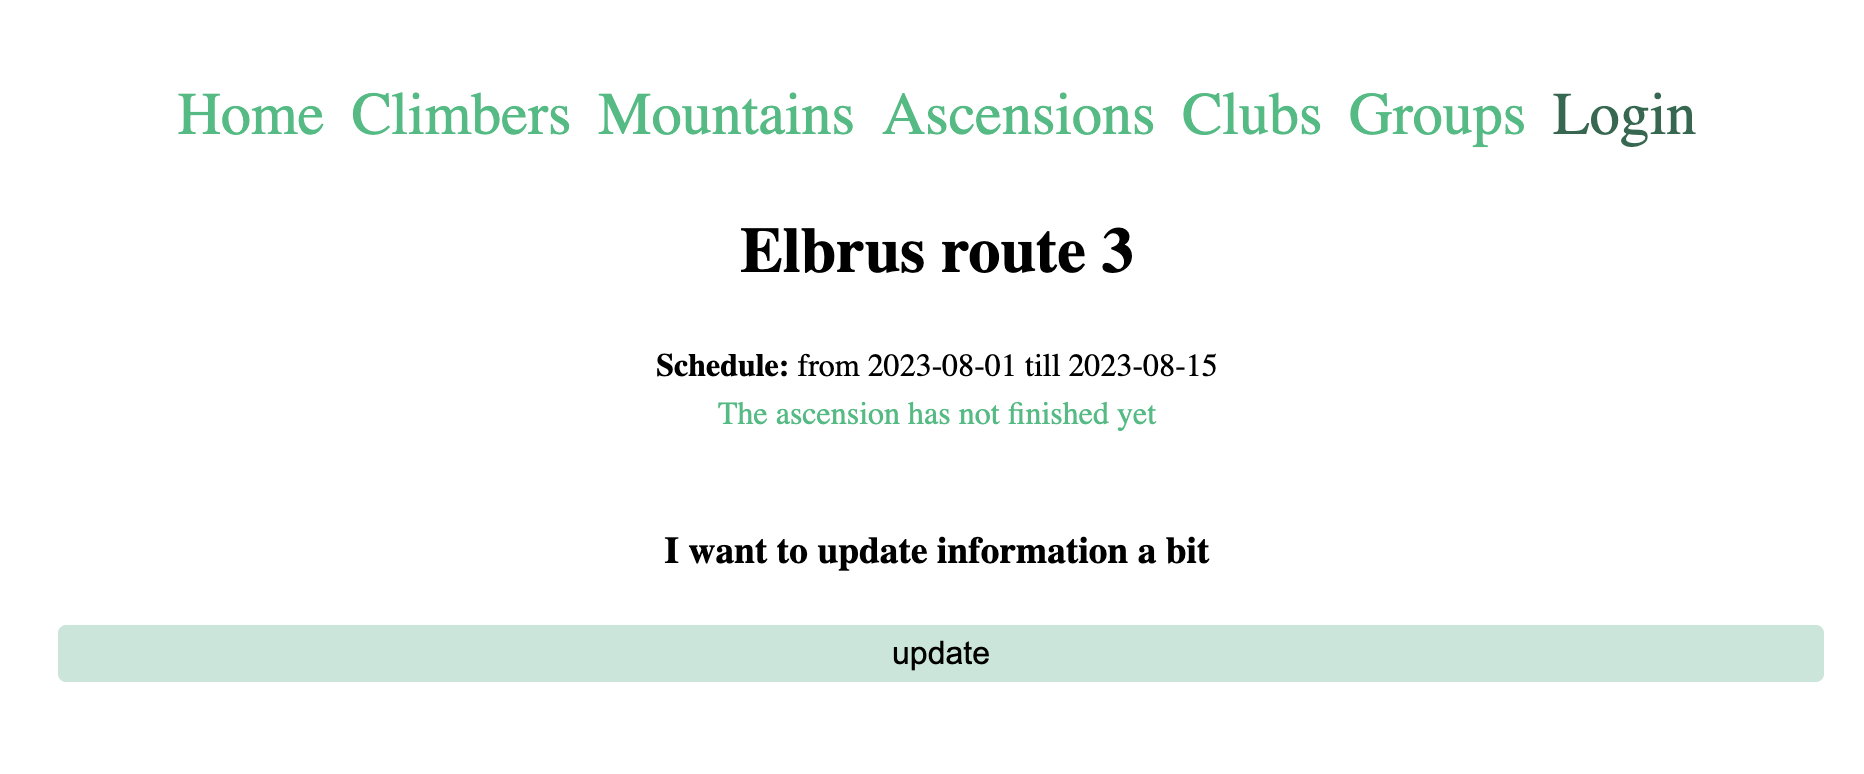 Home Climbers Mountains Ascensions Clubs Groups Login
Elbrus route 3
Schedule: from 2023-08-01 till 2023-08-15
The ascension has not finished yet
I want to update information a bit
update